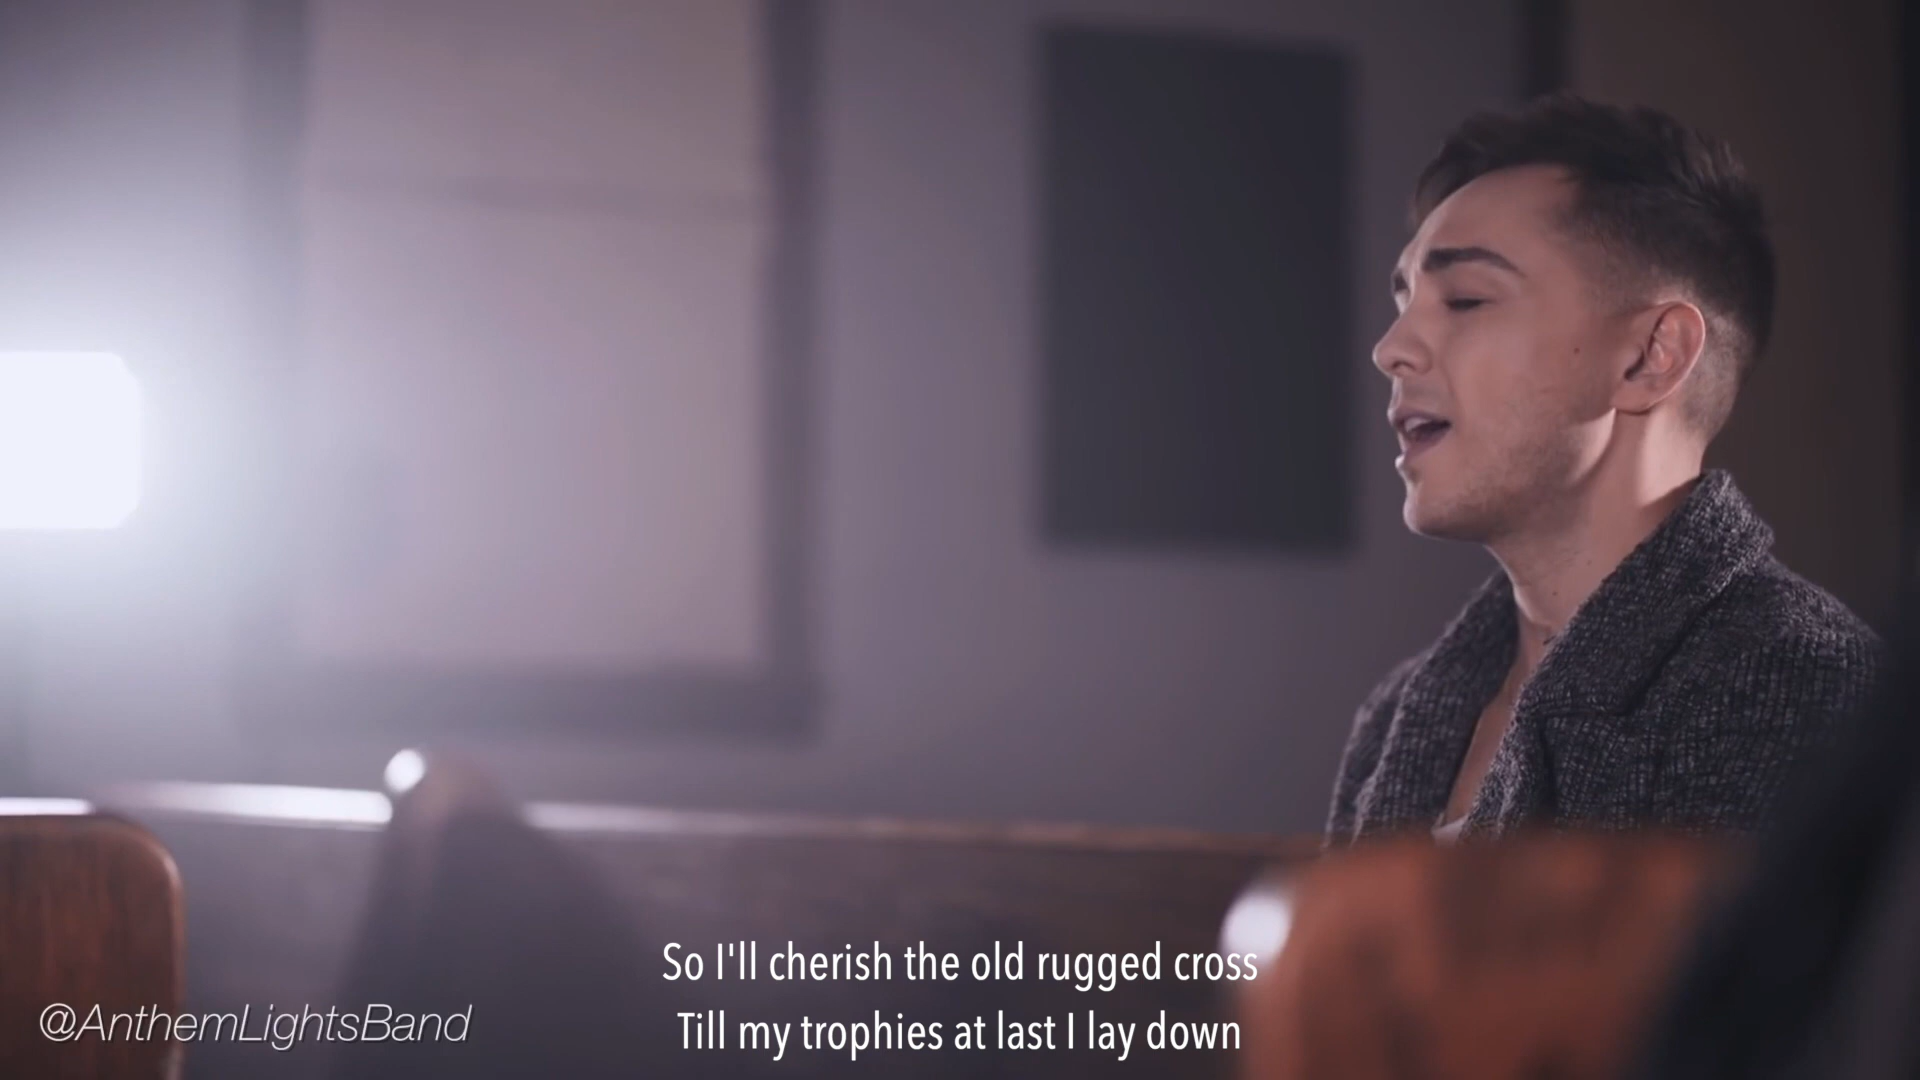 So I'll cherish the old rugged cross
Till my trophies at last I lay down
@AnthemLightsBand